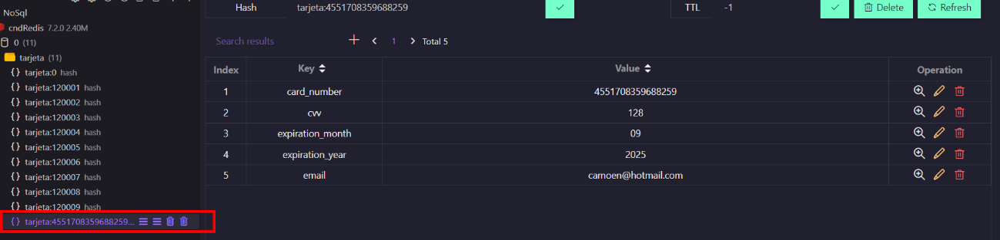 NoSql
cndRedis 7.2.0 2.40M
0 (11)
tarjeta (11)
{} tarjeta:0 hash
{} tarjeta:120001 hash
{} tarjeta:120002 hash
{} tarjeta:120003 hash
{} tarjeta:120004 hash
{} tarjeta:120005 hash
{} tarjeta:120006 hash
{} tarjeta:120007 hash
{} tarjeta:120008 hash
{} tarjeta:120009 hash
{} tarjeta:4551708359688259...
Hash tarjeta:4551708359688259 TTL -1 Delete Refresh
Search results + < 1 > Total 5
Index Key Value Operation
1 card_number 4551708359688259
2 cvv 128
3 expiration_month 09
4 expiration_year 2025
5 email camoen@hotmail.com